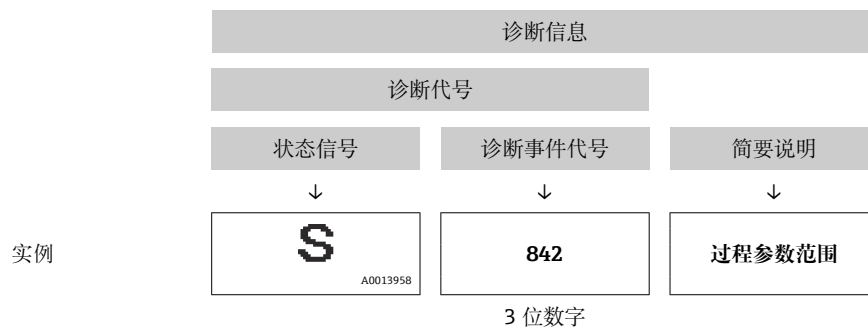 诊断信息
诊断代号
状态信号 诊断事件代号 简要说明
↓ ↓ ↓
实例 S 842 过程参数范围
A0013958
3 位数字